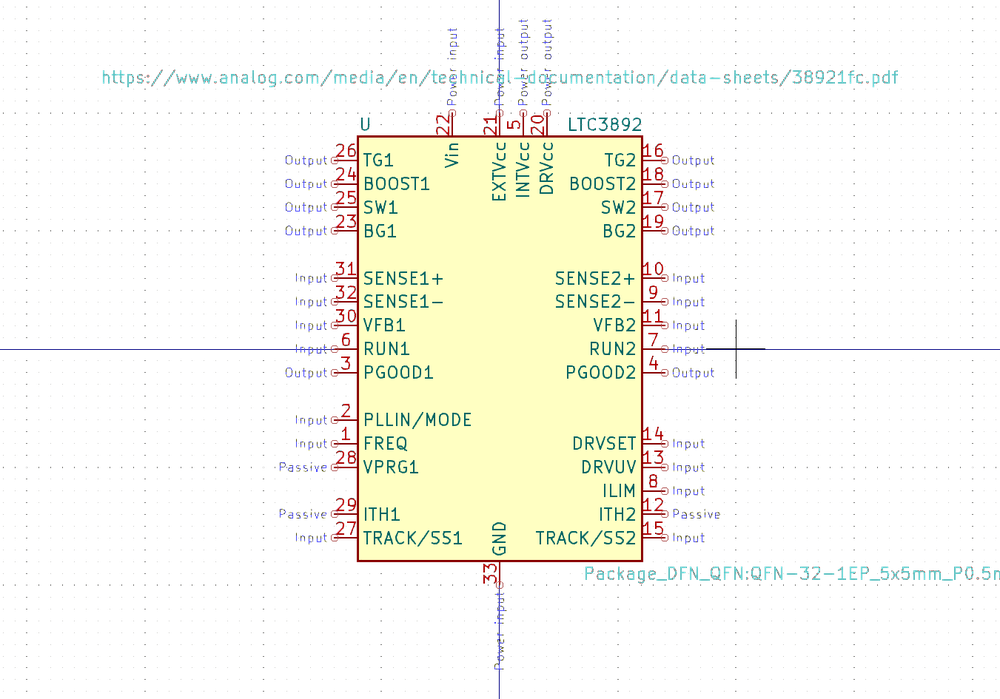 Power input Power input Power output Power output
https://www.analog.com/media/en/technical-documentation/data-sheets/38921fc.pdf
22 21 5 20
U LTC3892
Vin EXTVcc INTVcc DRVcc
Output 26 TG1 TG2 16 Output
Output 24 BOOST1 BOOST2 18 Output
Output 25 SW1 SW2 17 Output
Output 23 BG1 BG2 19 Output
Input 31 SENSE1+ SENSE2+ 10 Input
Input 32 SENSE1- SENSE2- 9 Input
Input 30 VFB1 VFB2 11 Input
Input 6 RUN1 RUN2 7 Input
Output 3 PGOOD1 PGOOD2 4 Output
Input 2 PLLIN/MODE
Input 1 FREQ DRVSET 14 Input
Passive 28 VPRG1 DRVUV 13 Input
ILIM 8 Input
Passive 29 ITH1 ITH2 12 Passive
Input 27 TRACK/SS1 TRACK/SS2 15 Input
GND
33
Package_DFN_QFN:QFN-32-1EP_5x5mm_P0.5m
Power input